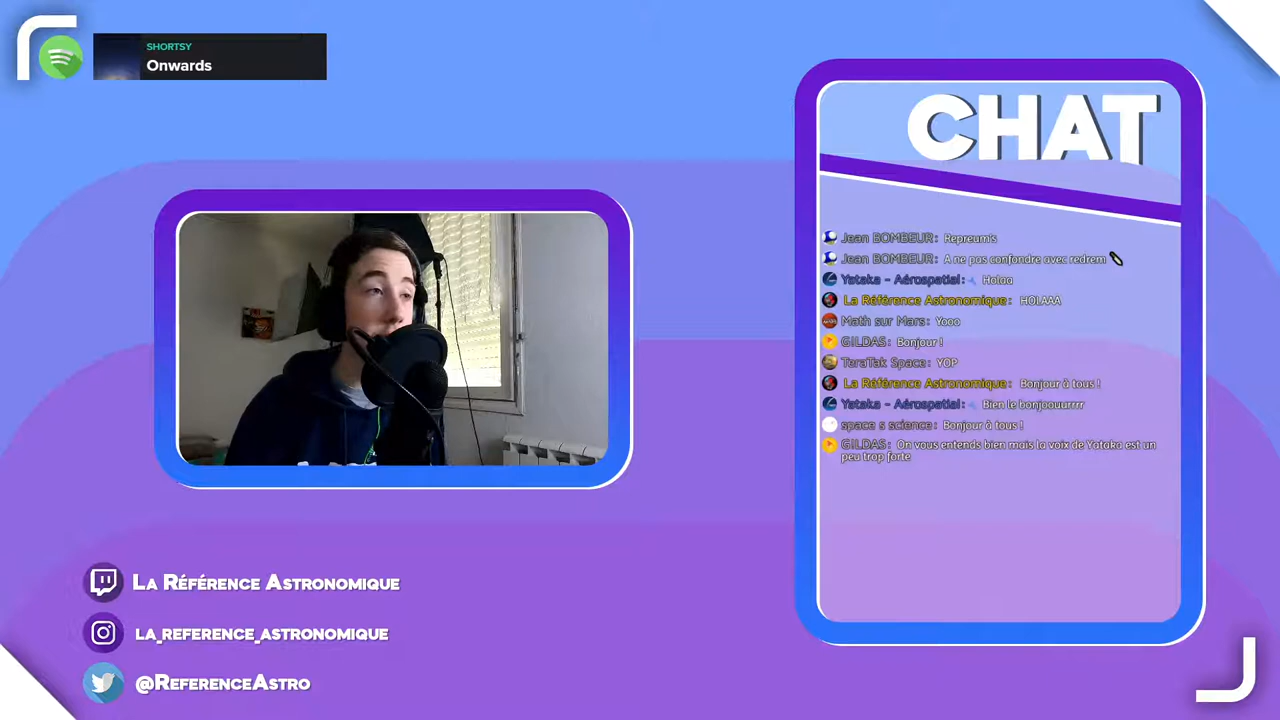 SHORTSY
Onwards
CHAT
Jean BOMBEUR: Repreum's
Jean BOMBEUR: A ne pas confondre avec redrem
Yataka - Aérospatial: Holaa
La Référence Astronomique: HOLAAA
Math sur Mars: Yooo
GILDAS: Bonjour !
TeraTak Space: YOP
La Référence Astronomique: Bonjour à tous !
Yataka - Aérospatial: Bien le bonjoouurrrr
space s science: Bonjour à tous !
GILDAS: On vous entends bien mais la voix de Yataka est un
peu trop forte
La Référence Astronomique
la_reference_astronomique
@ReferenceAstro